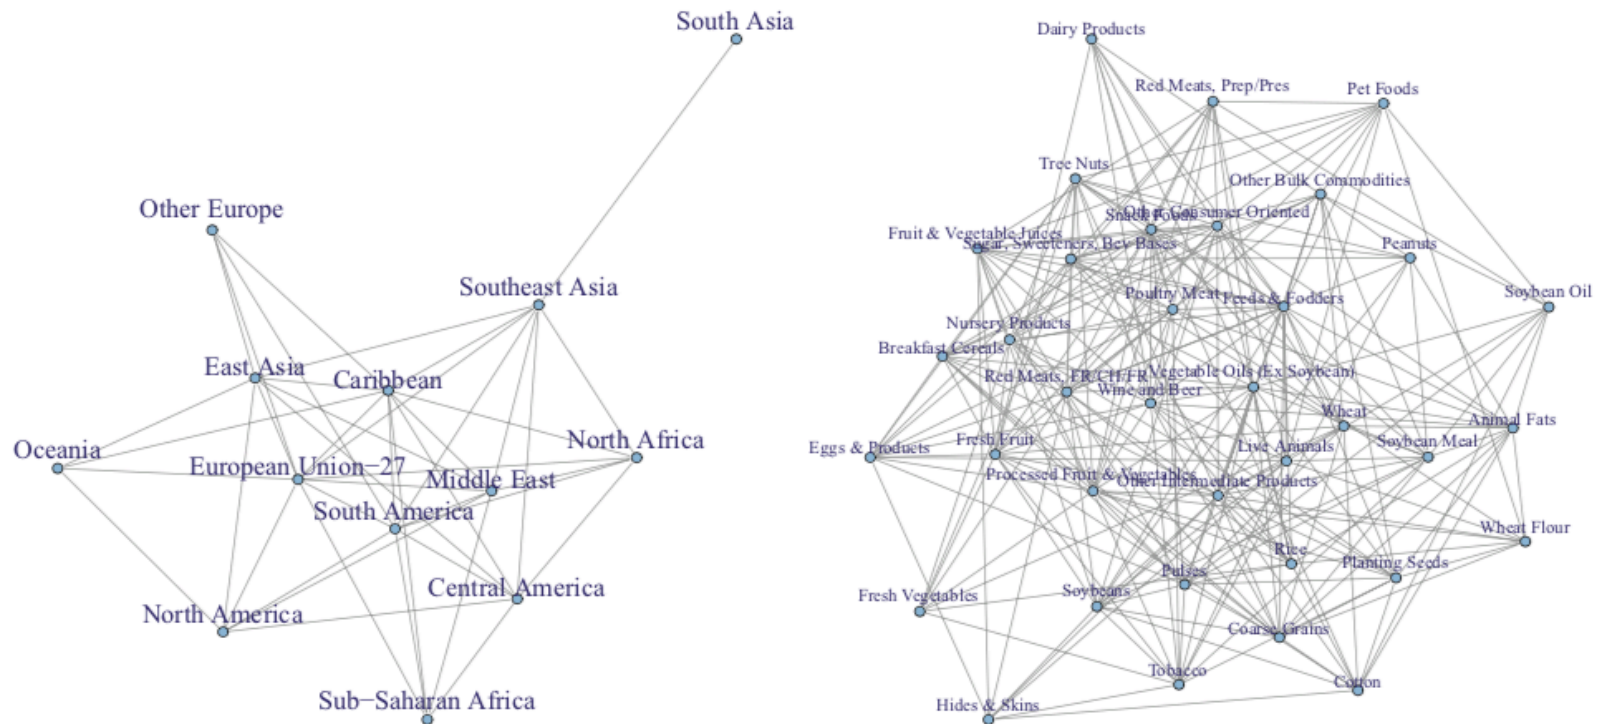 South Asia
Other Europe
Southeast Asia
East Asia
Caribbean
Oceania
North Africa
European Union−27
Middle East
South America
Central America
North America
Sub−Saharan Africa
Dairy Products
Red Meats, Prep/Pres
Pet Foods
Tree Nuts
Other Bulk Commodities
Other Consumer Oriented
Snack Foods
Fruit & Vegetable Juices
Sugar, Sweeteners, Bev Bases
Peanuts
Poultry Meat
Feeds & Fodders
Soybean Oil
Nursery Products
Breakfast Cereals
Red Meats, FR/CH/FR
Vegetable Oils (Ex Soybean)
Wine and Beer
Wheat
Animal Fats
Eggs & Products
Fresh Fruit
Live Animals
Soybean Meal
Processed Fruit & Vegetables
Other Intermediate Products
Wheat Flour
Rice
Planting Seeds
Pulses
Fresh Vegetables
Soybeans
Coarse Grains
Tobacco
Cotton
Hides & Skins